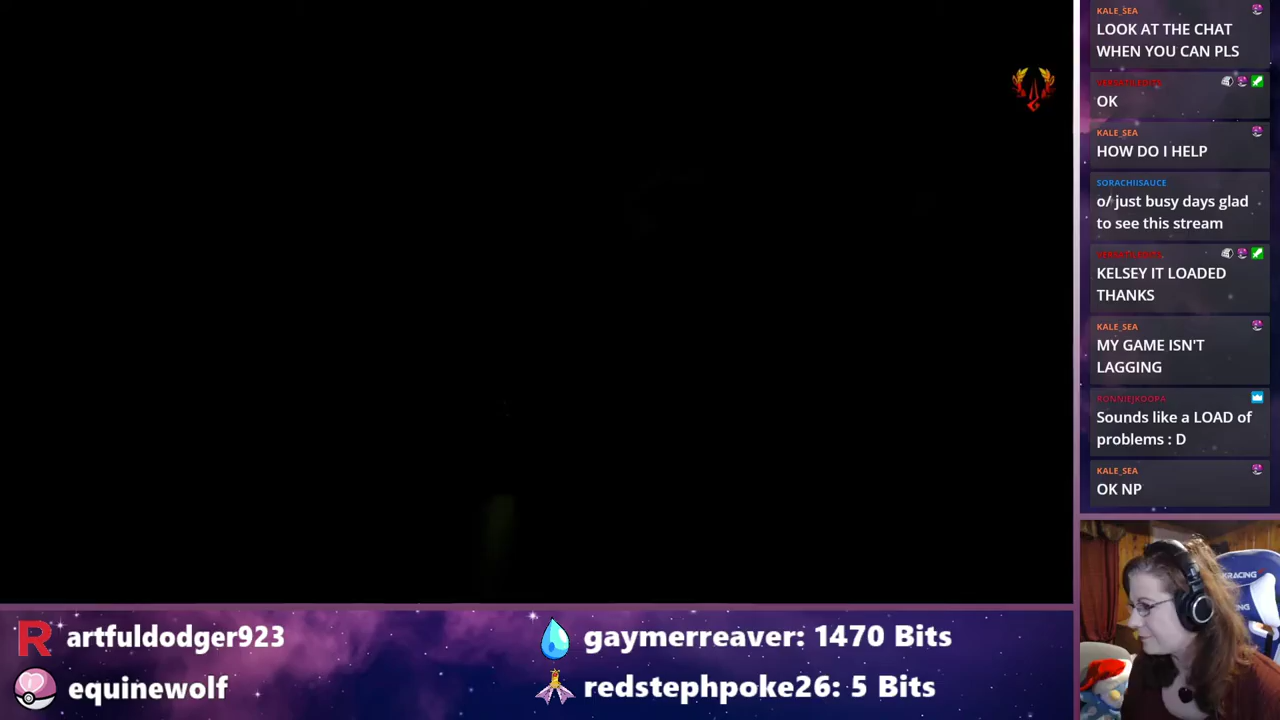 KALE_SEA
LOOK AT THE CHAT
WHEN YOU CAN PLS
OK
KALE_SEA
HOW DO I HELP
SORACHIISAUCE
o/ just busy days glad
to see this stream
KELSEY IT LOADED
THANKS
KALE_SEA
MY GAME ISN'T
LAGGING
RONNIEJKOOPA
Sounds like a LOAD of
problems : D
KALE_SEA
OK NP
R artfuldodger923
equinewolf
gaymerreaver: 1470 Bits
redstephpoke26: 5 Bits